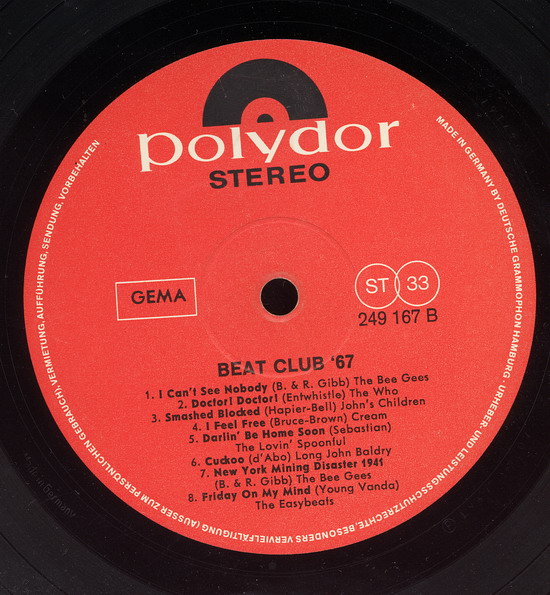 polydor
STEREO
GEMA
ST 33
249 167 B
BEAT CLUB '67
1. I Can't See Nobody (B. & R. Gibb) The Bee Gees
2. Doctor! Doctor! (Entwhistle) The Who
3. Smashed Blocked (Hapier-Bell) John's Children
4. I Feel Free (Bruce-Brown) Cream
5. Darlin' Be Home Soon (Sebastian)
The Lovin' Spoonful
6. Cuckoo (d'Abo) Long John Baldry
7. New York Mining Disaster 1941
(B. & R. Gibb) The Bee Gees
8. Friday On My Mind (Young Vanda)
The Easybeats
MADE IN GERMANY BY DEUTSCHE GRAMMOPHON HAMBURG · URHEBER- UND LEISTUNGSSCHUTZRECHTE, BESONDERS VERVIELFÄLTIGUNG (AUSSER ZUM PERSÖNLICHEN GEBRAUCH), VERMIETUNG, AUFFÜHRUNG, SENDUNG, VORBEHALTEN